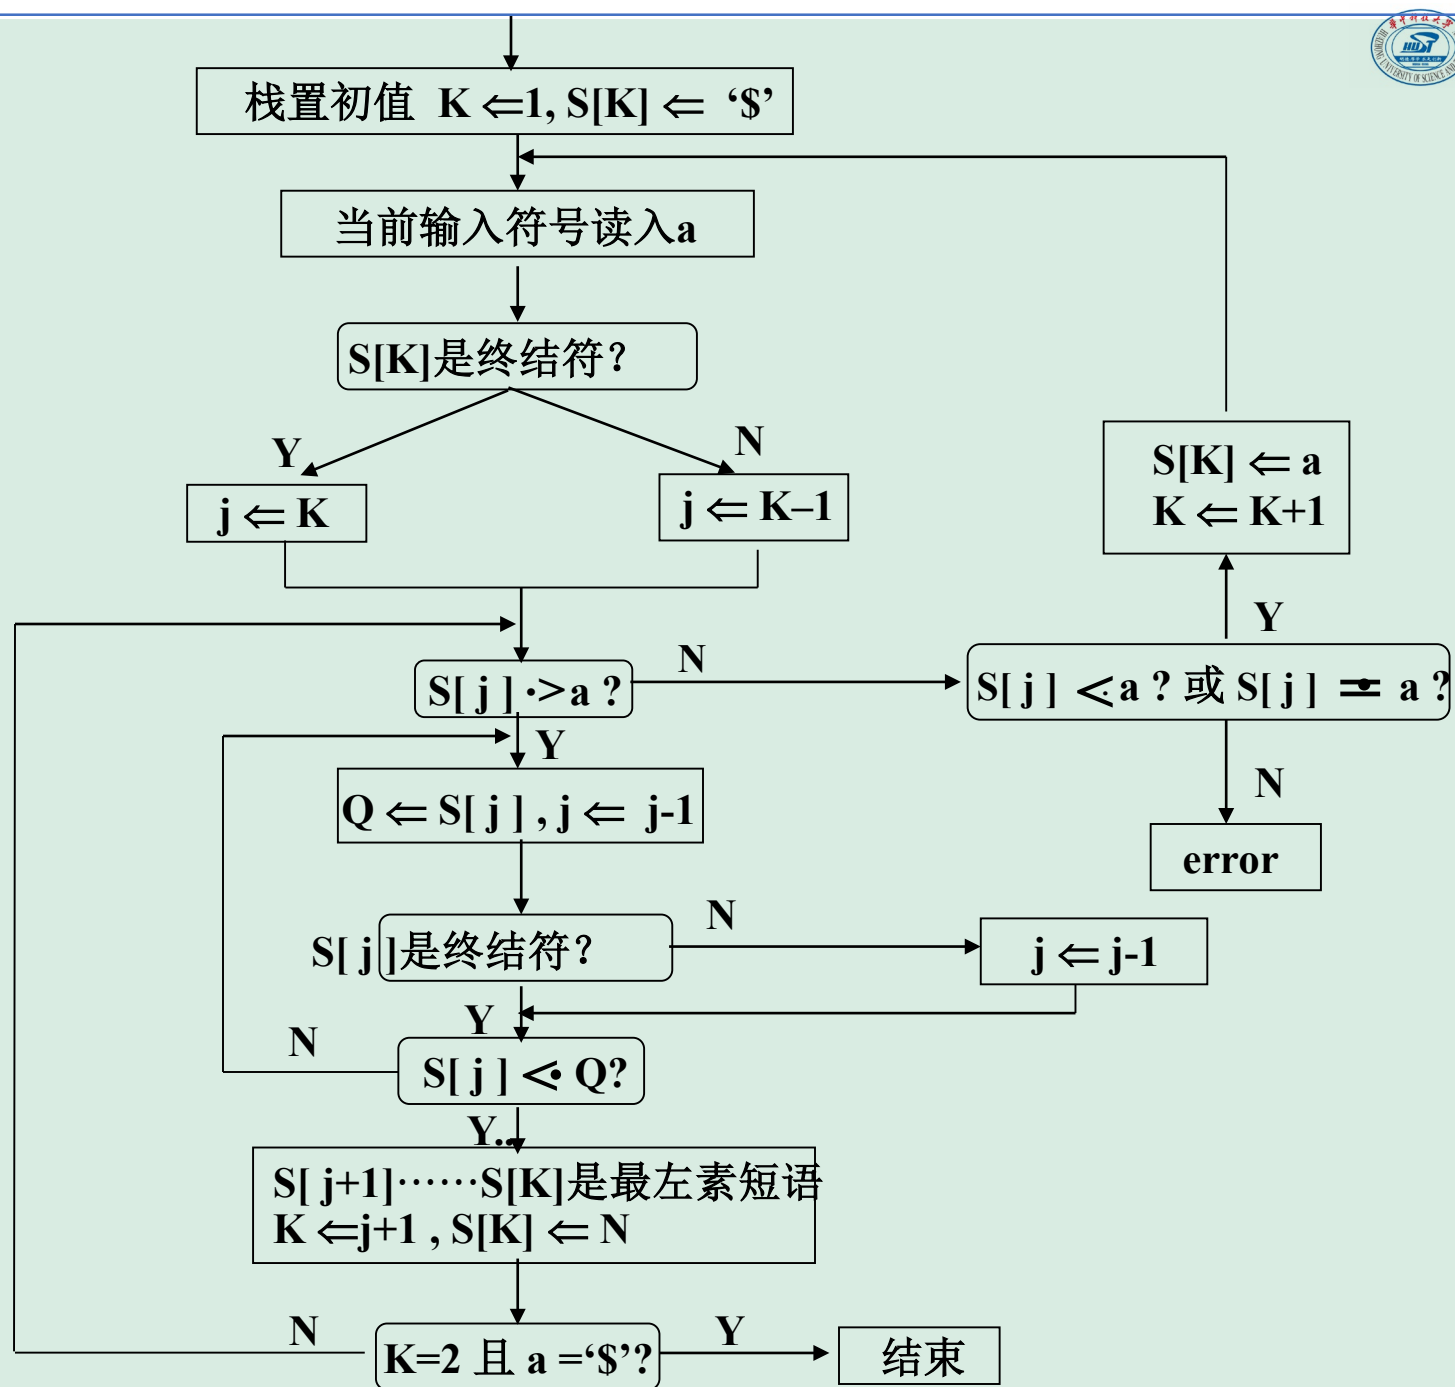 栈置初值 K ⇐1, S[K] ⇐ ‘$’
当前输入符号读入a
S[K]是终结符?
Y
N
j ⇐ K
j ⇐ K–1
S[K] ⇐ a
K ⇐ K+1
Y
S[ j ] ·> a ?
N
S[ j ] ⋖ a ? 或 S[ j ] ≖ a ?
Y
N
Q ⇐ S[ j ] , j ⇐ j-1
error
S[ j ]是终结符?
N
j ⇐ j-1
Y
N
S[ j ] ⋖ Q?
Y..
S[ j+1]······S[K]是最左素短语
K ⇐j+1 , S[K] ⇐ N
N
K=2 且 a =‘$’?
Y
结束
HUST